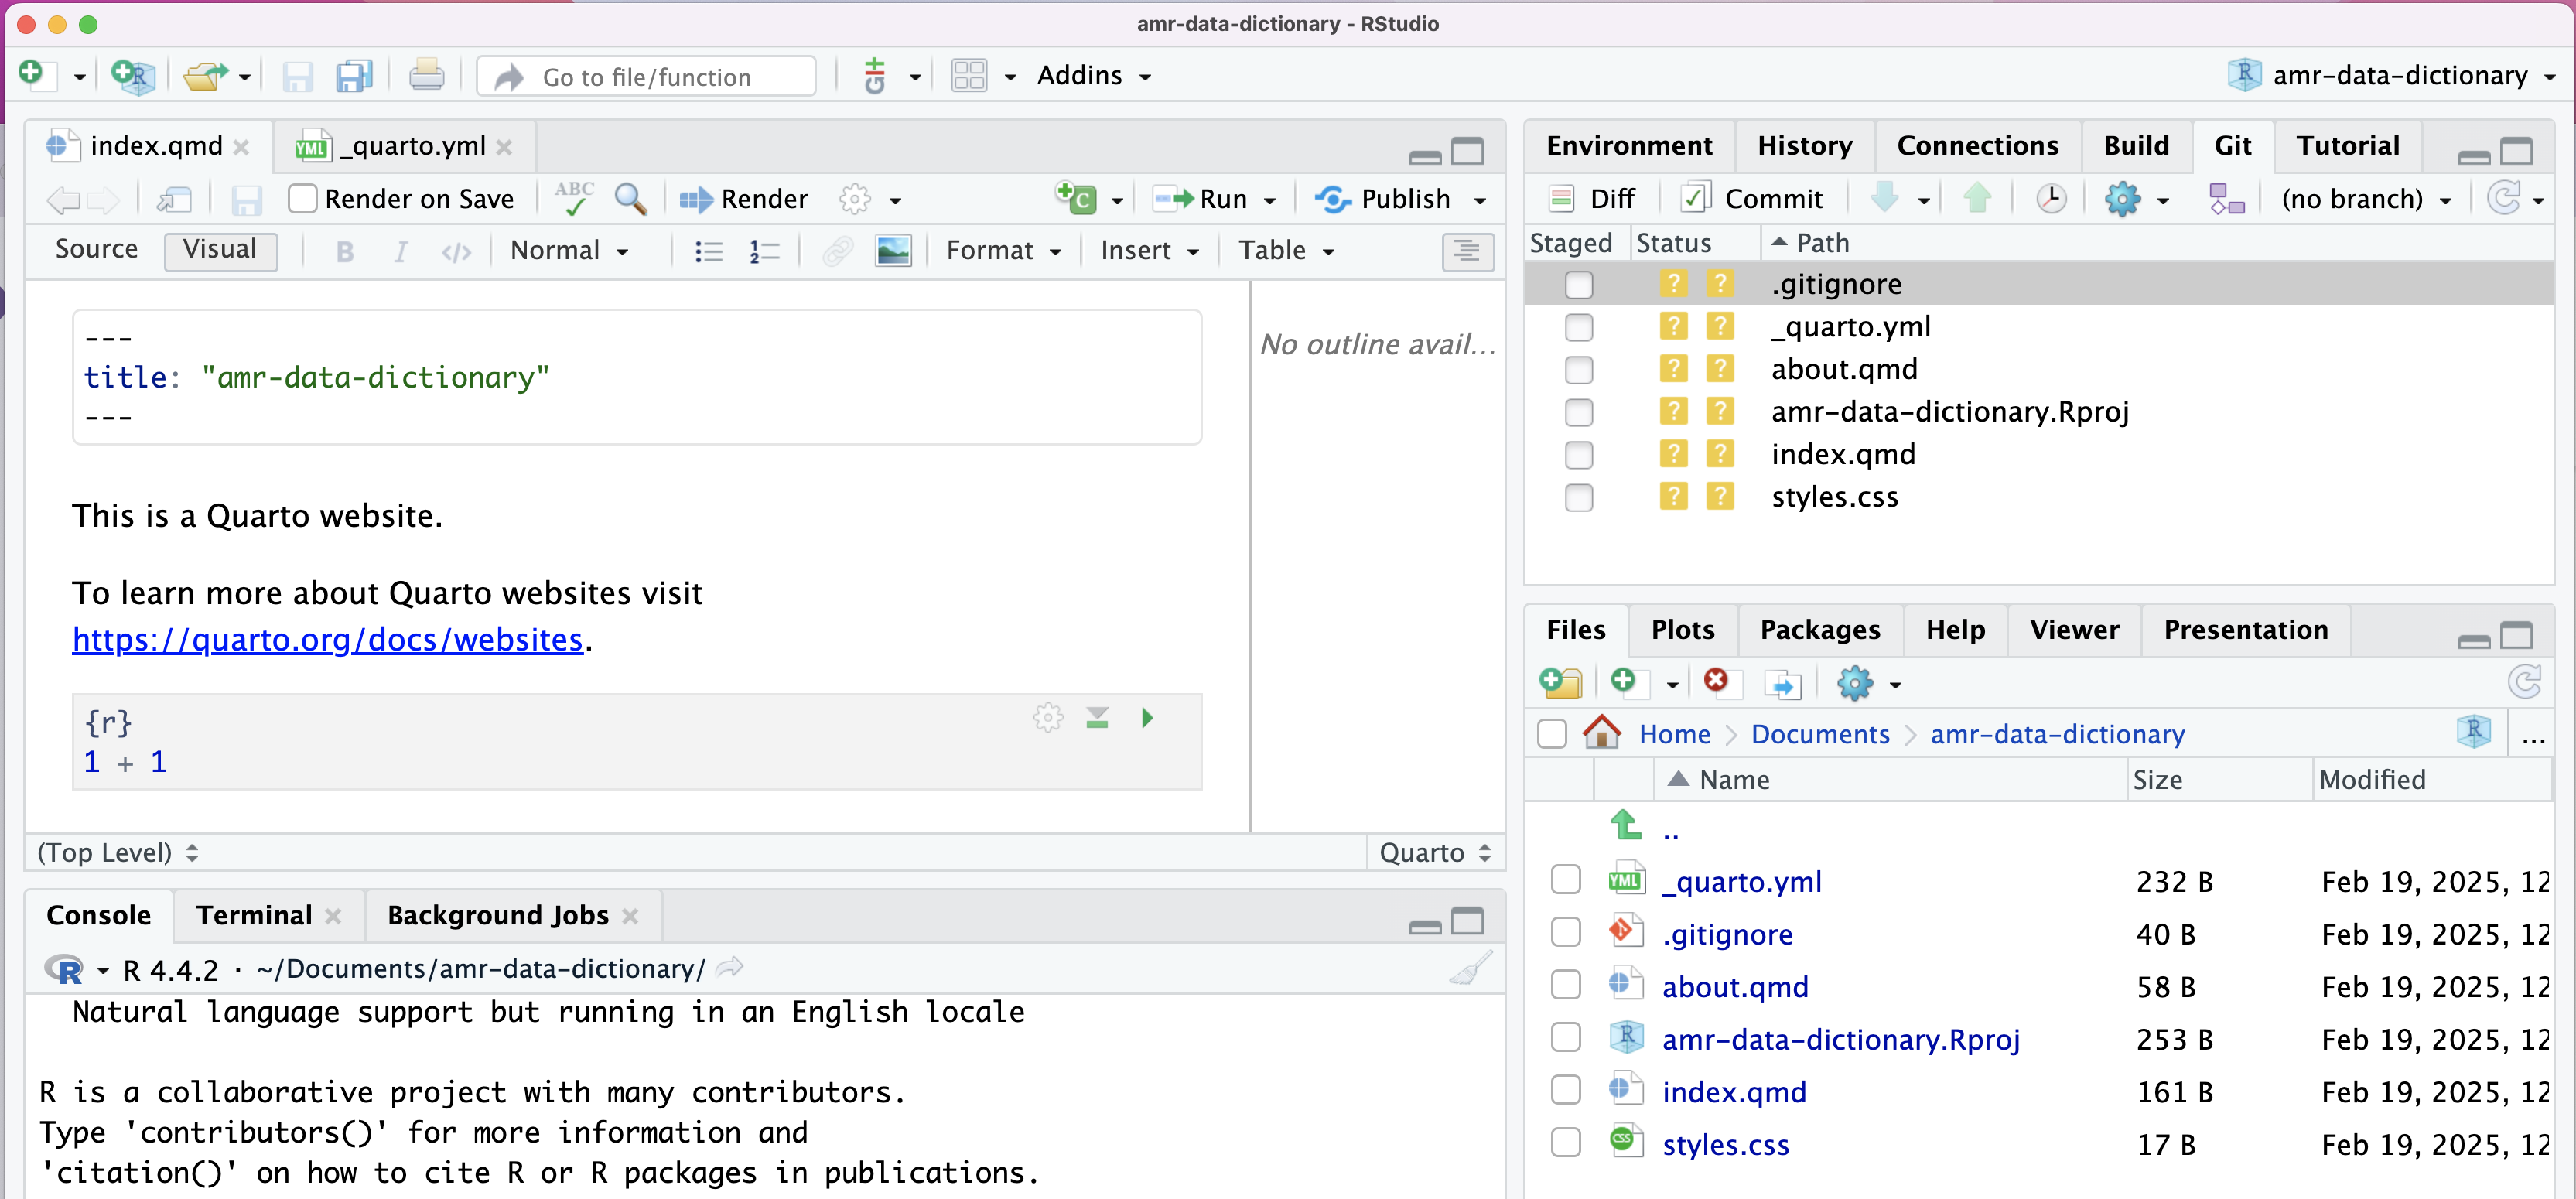 amr-data-dictionary - RStudio
Go to file/function
Addins
amr-data-dictionary
index.qmd
_quarto.yml
Render on Save
ABC
Render
Run
Publish
Source
Visual
B
I
</>
Normal
Format
Insert
Table
---
title: "amr-data-dictionary"
---
This is a Quarto website.
To learn more about Quarto websites visit
https://quarto.org/docs/websites.
{r}
1 + 1
No outline avail...
(Top Level)
Quarto
Console
Terminal
Background Jobs
R 4.4.2 · ~/Documents/amr-data-dictionary/
Natural language support but running in an English locale
R is a collaborative project with many contributors.
Type 'contributors()' for more information and
'citation()' on how to cite R or R packages in publications.
Environment
History
Connections
Build
Git
Tutorial
Diff
Commit
(no branch)
Staged
Status
Path
? ? .gitignore
? ? _quarto.yml
? ? about.qmd
? ? amr-data-dictionary.Rproj
? ? index.qmd
? ? styles.css
Files
Plots
Packages
Help
Viewer
Presentation
Home
Documents
amr-data-dictionary
...
Name
Size
Modified
..
YML _quarto.yml 232 B Feb 19, 2025, 12
.gitignore 40 B Feb 19, 2025, 12
about.qmd 58 B Feb 19, 2025, 12
amr-data-dictionary.Rproj 253 B Feb 19, 2025, 12
index.qmd 161 B Feb 19, 2025, 12
CSS styles.css 17 B Feb 19, 2025, 12